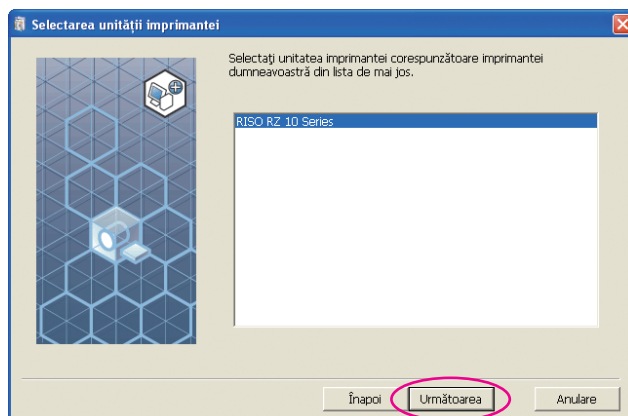 Selectarea unității imprimantei
Selectaţi unitatea imprimantei corespunzătoare imprimantei
dumneavoastră din lista de mai jos.
RISO RZ 10 Series
Înapoi
Următoarea
Anulare